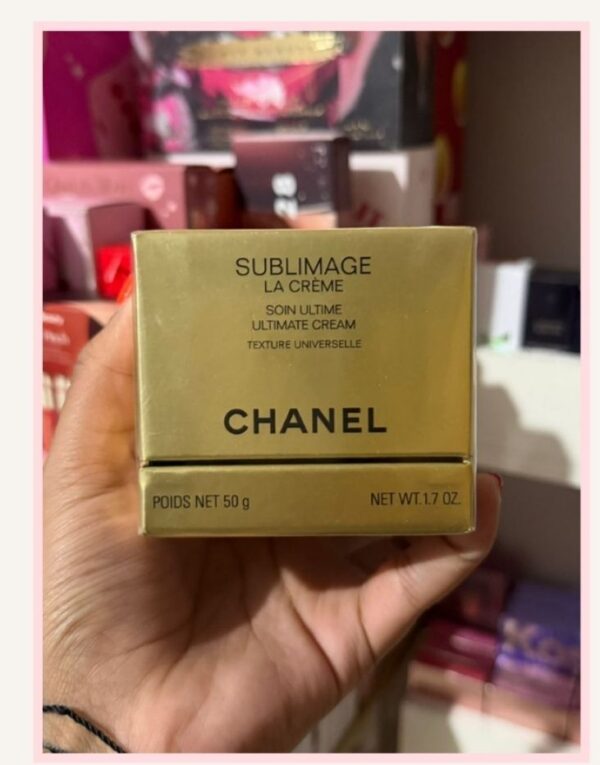 SUBLIMAGE
LA CRÈME
SOIN ULTIME
ULTIMATE CREAM
TEXTURE UNIVERSELLE
CHANEL
POIDS NET 50 g NET WT. 1.7 OZ.